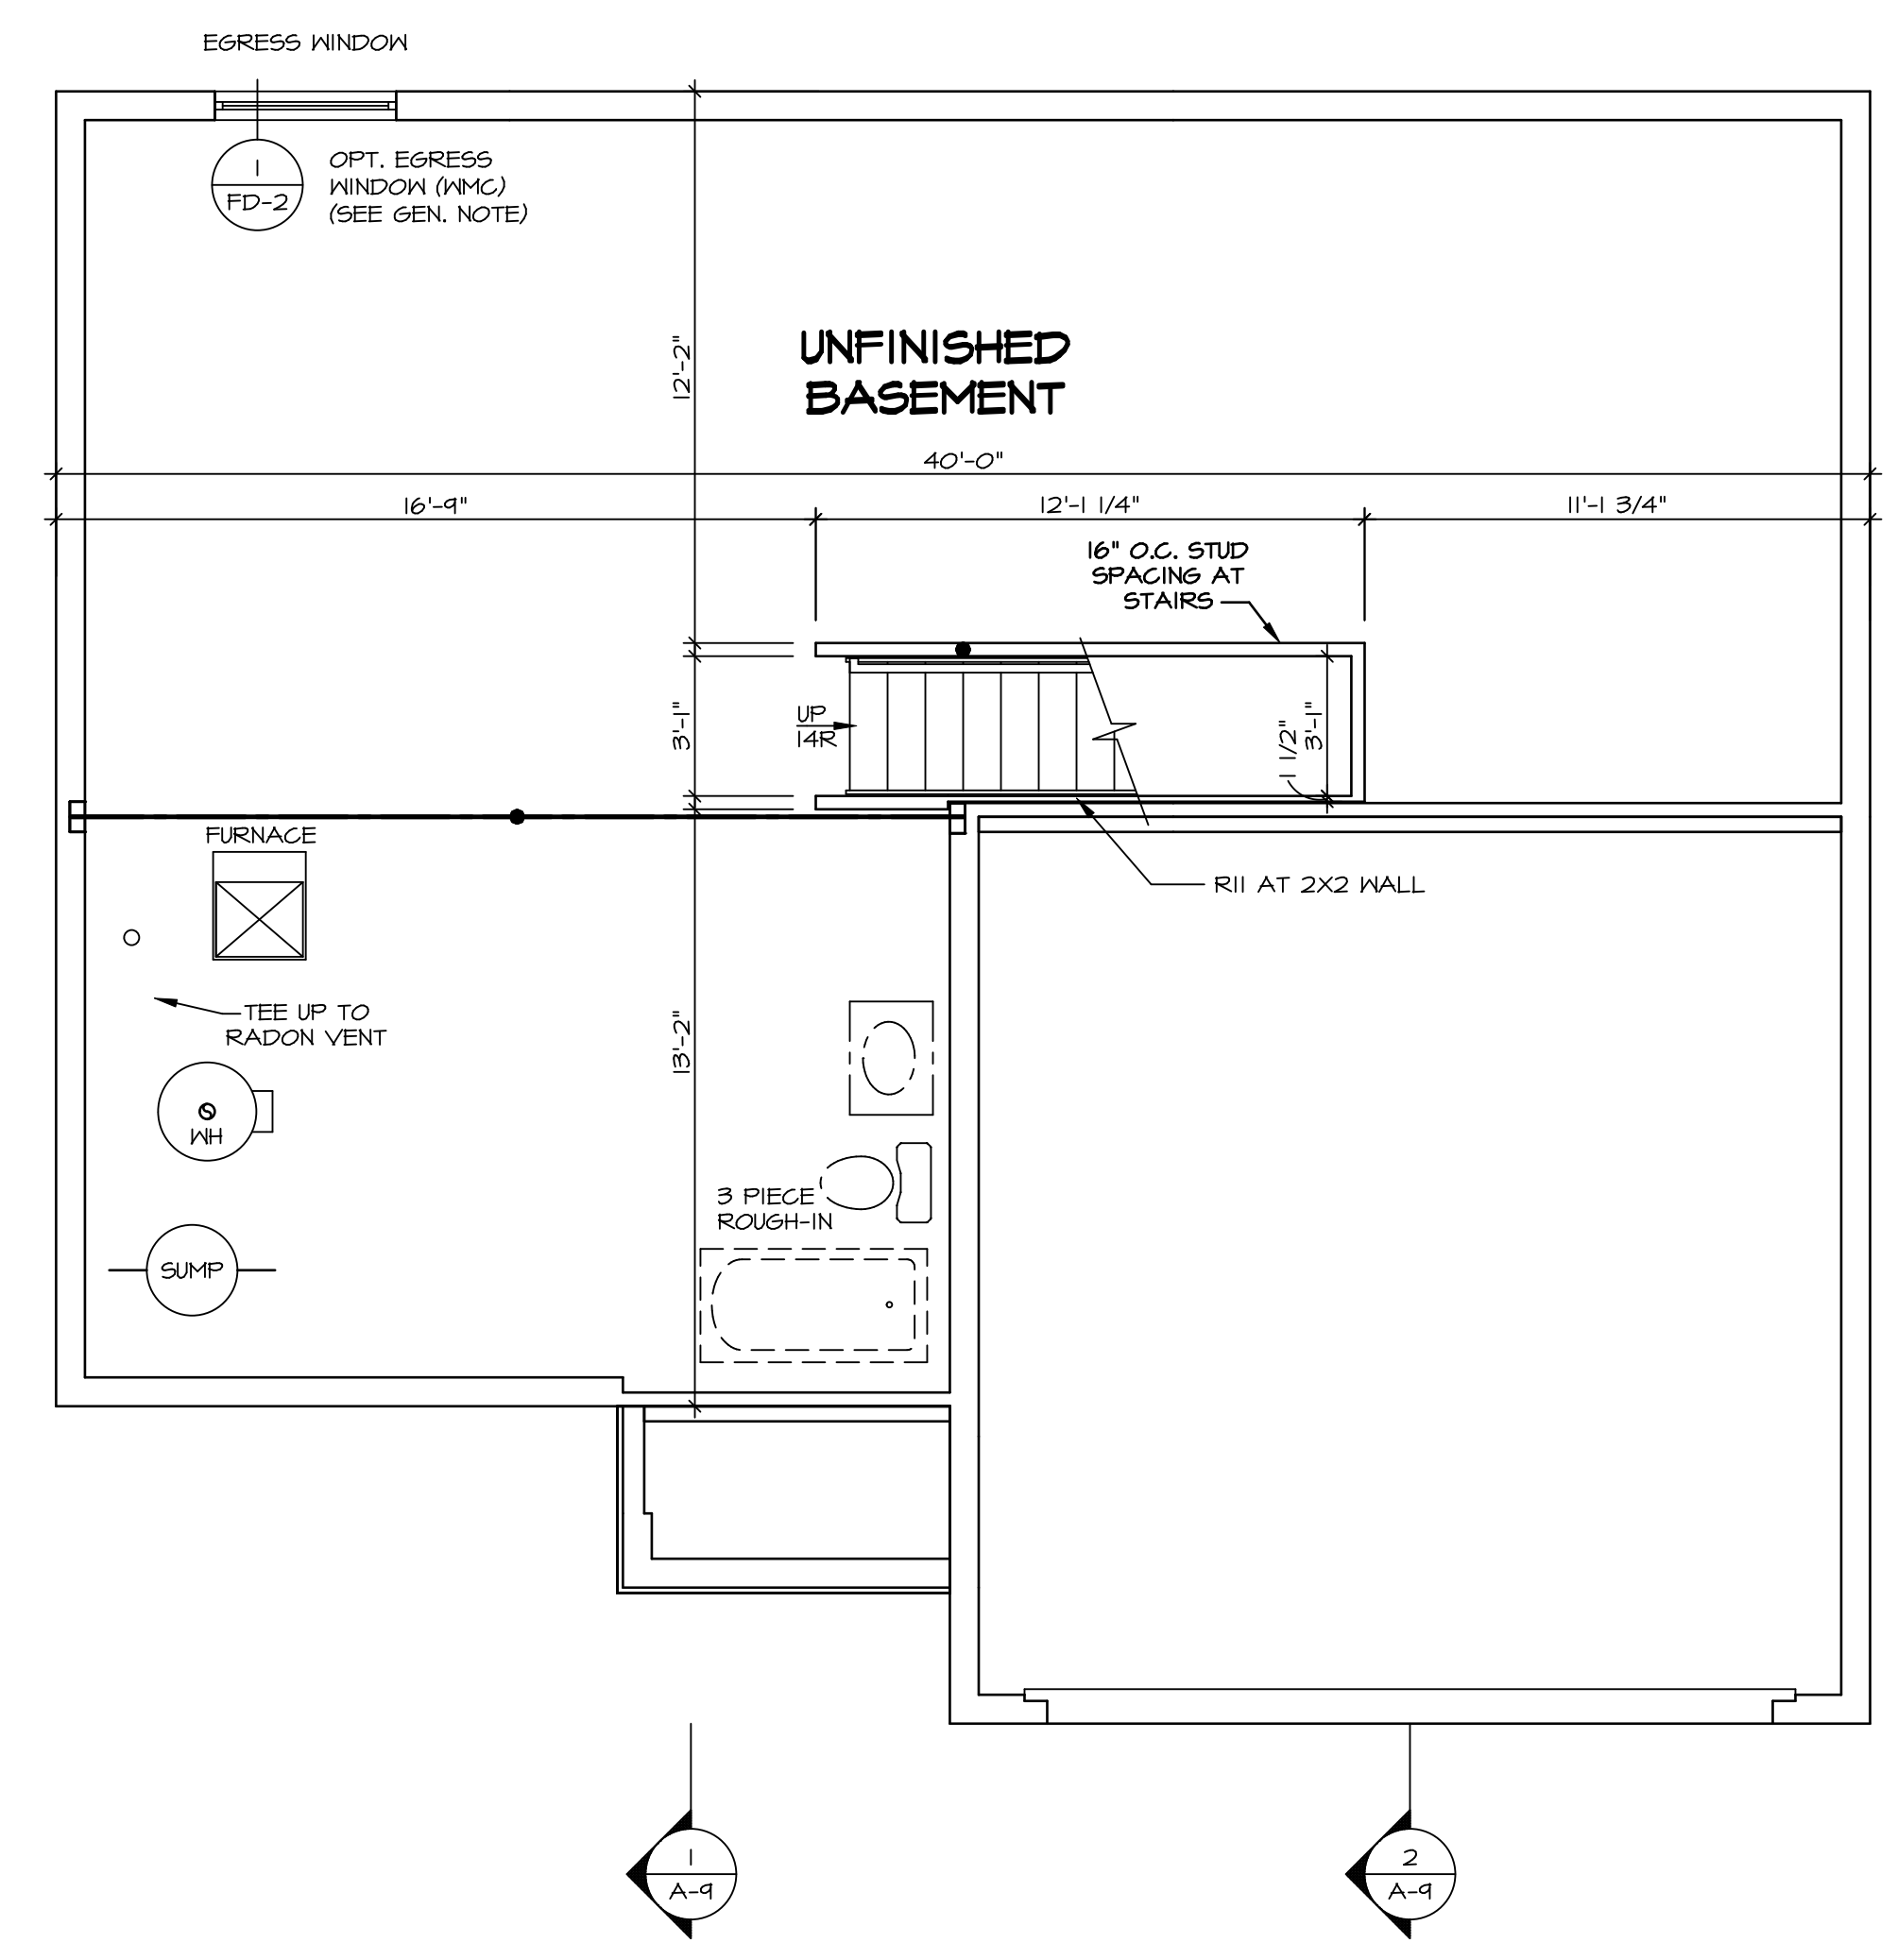 EGRESS WINDOW
1
FD-2
OPT. EGRESS
WINDOW (WMC)
(SEE GEN. NOTE)
12'-2"
UNFINISHED
BASEMENT
40'-0"
16'-9"
12'-1 1/4"
11'-1 3/4"
16" O.C. STUD
SPACING AT
STAIRS
3'-1"
UP
14R
1 1/2"
3'-1"
FURNACE
R11 AT 2X2 WALL
TEE UP TO
RADON VENT
13'-2"
WH
3 PIECE
ROUGH-IN
SUMP
1
A-9
2
A-9